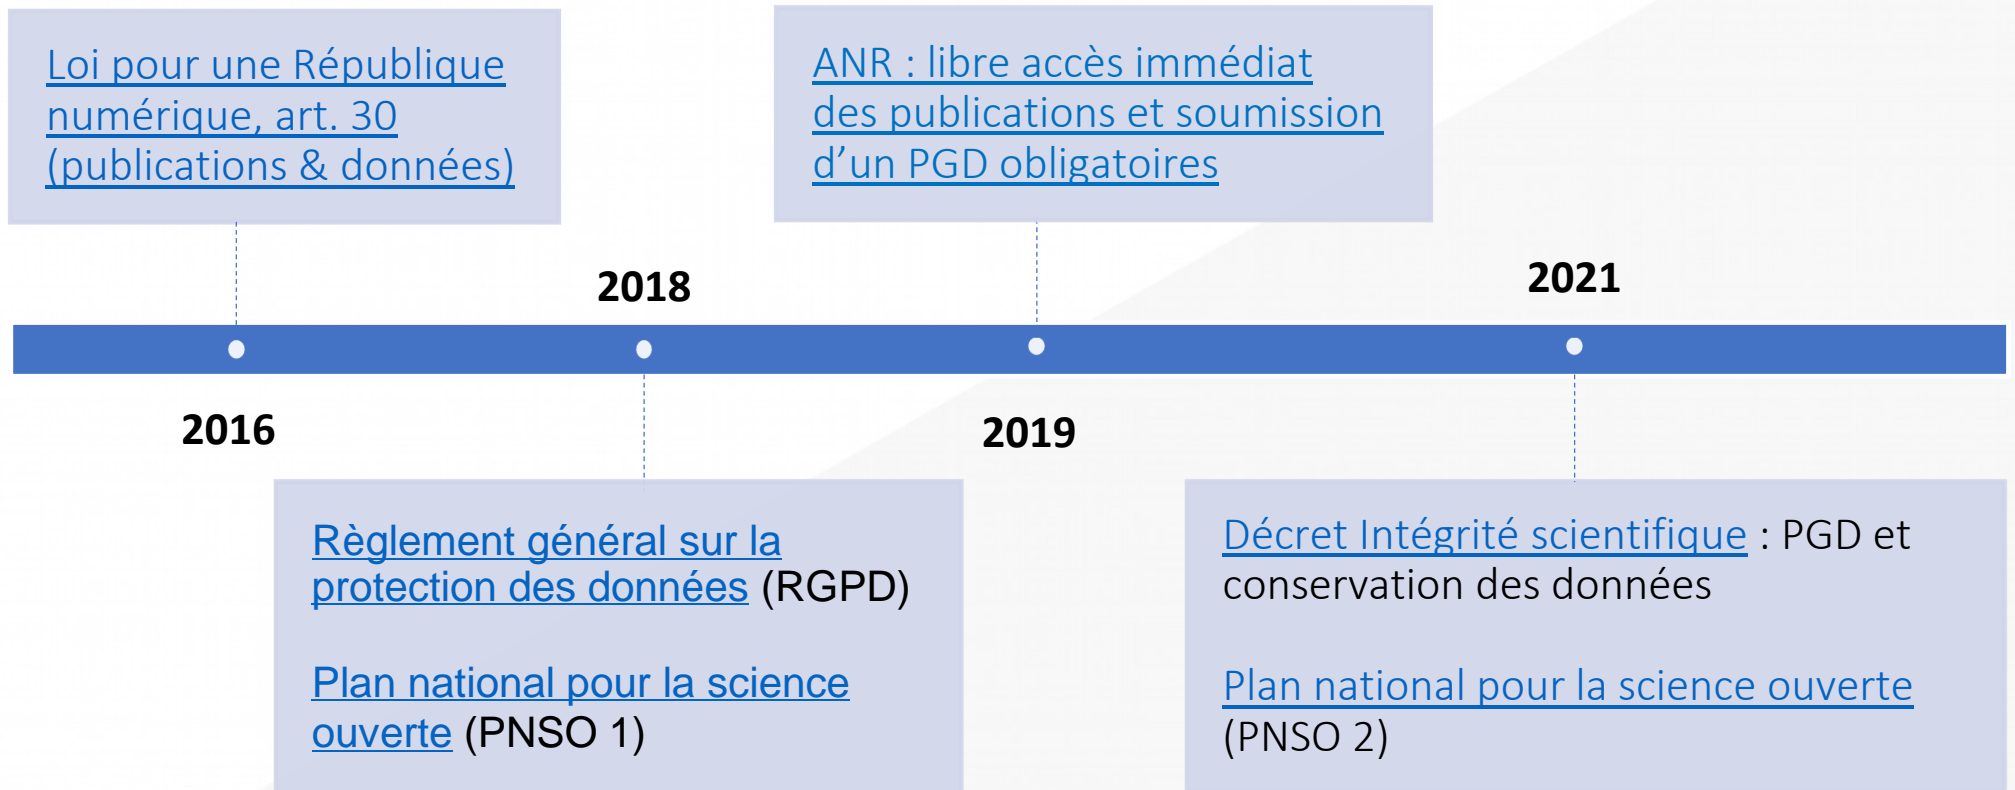 Loi pour une République
numérique, art. 30
(publications & données)
ANR : libre accès immédiat
des publications et soumission
d’un PGD obligatoires
2018
2021
2016
2019
Règlement général sur la
protection des données (RGPD)
Plan national pour la science
ouverte (PNSO 1)
Décret Intégrité scientifique : PGD et
conservation des données
Plan national pour la science ouverte
(PNSO 2)